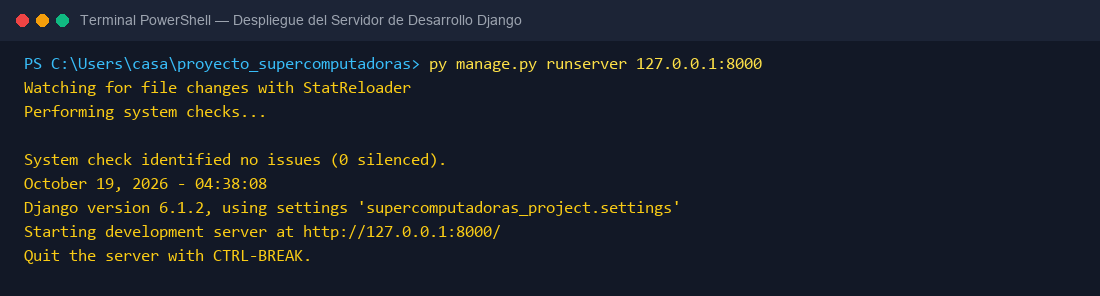 Terminal PowerShell — Despliegue del Servidor de Desarrollo Django
PS C:\Users\casa\proyecto_supercomputadoras> py manage.py runserver 127.0.0.1:8000
Watching for file changes with StatReloader
Performing system checks...
System check identified no issues (0 silenced).
October 19, 2026 - 04:38:08
Django version 6.1.2, using settings 'supercomputadoras_project.settings'
Starting development server at http://127.0.0.1:8000/
Quit the server with CTRL-BREAK.